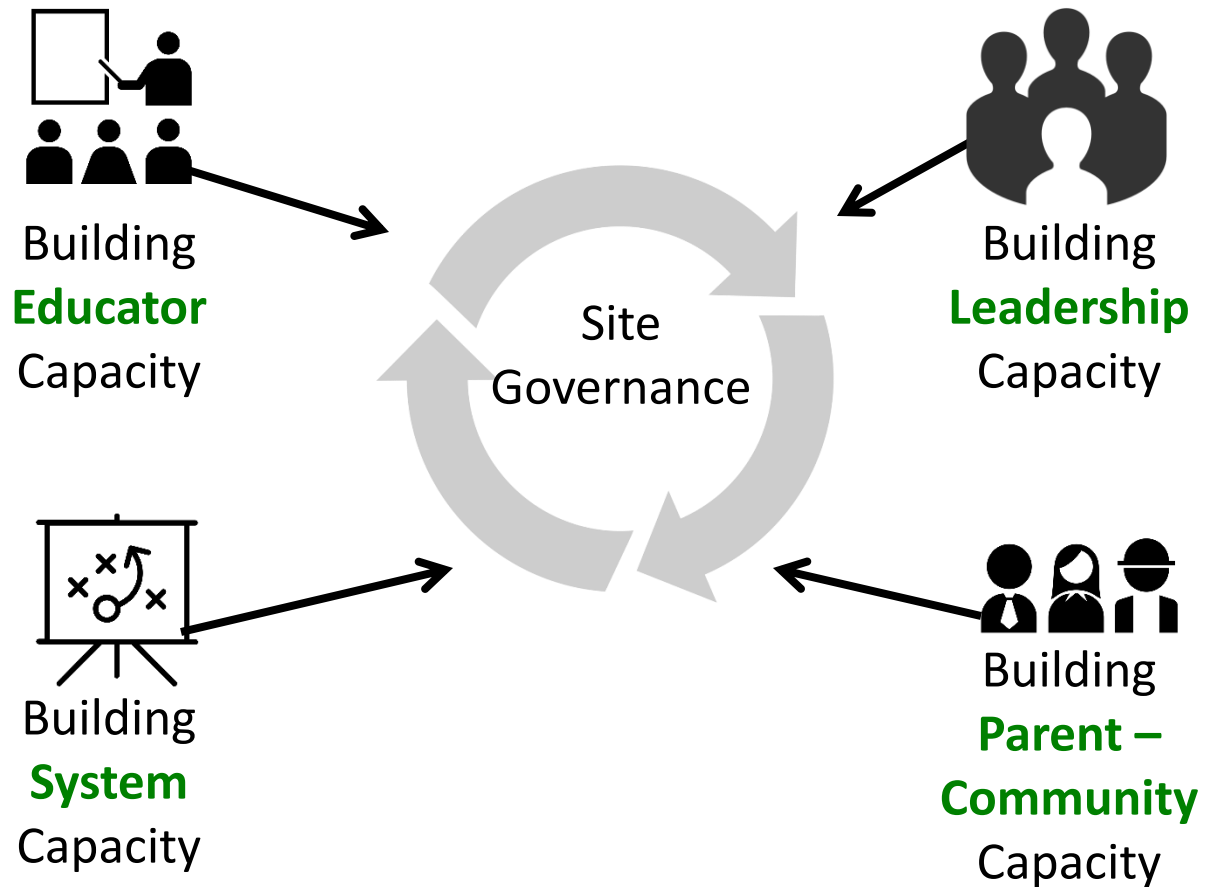 Building
Educator
Capacity
Building
Leadership
Capacity
Site
Governance
Building
System
Capacity
Building
Parent –
Community
Capacity